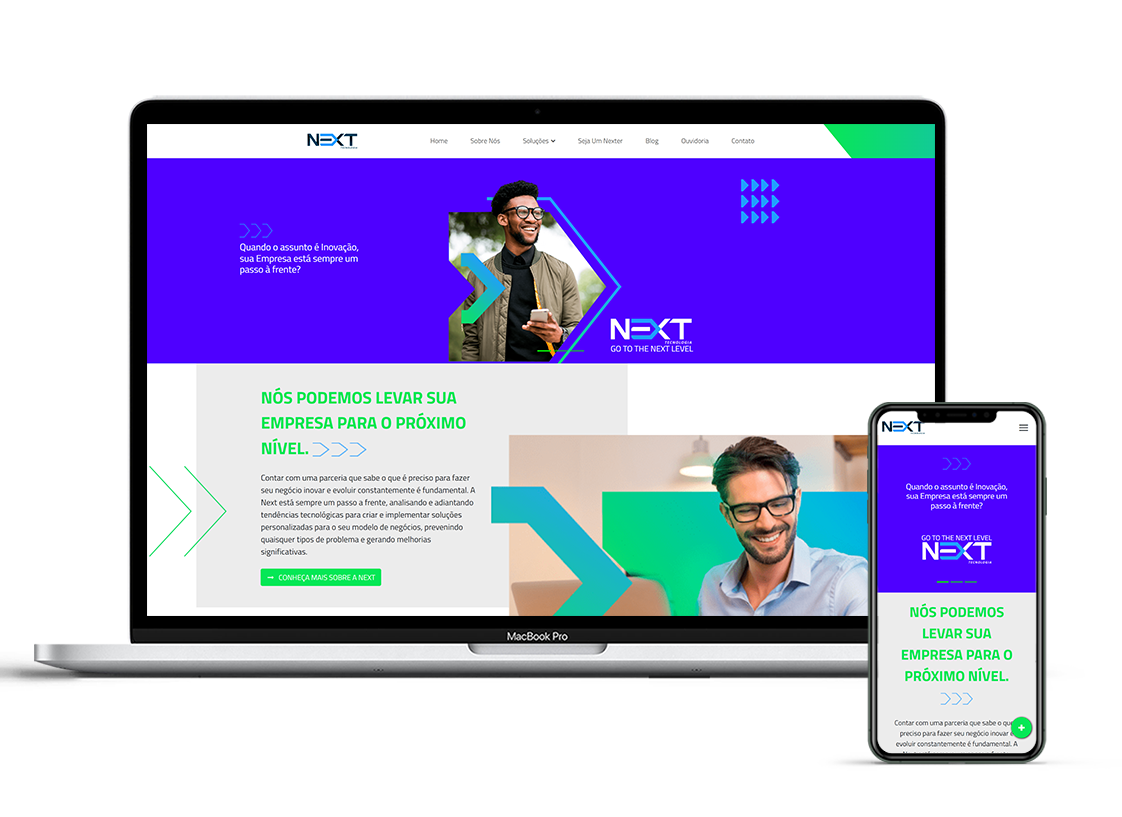 NEXT
TECNOLOGIA
Home Sobre Nós Soluções Seja Um Nexter Blog Ouvidoria Contato
Quando o assunto é Inovação,
sua Empresa está sempre um
passo à frente?
NEXT
TECNOLOGIA
GO TO THE NEXT LEVEL
NÓS PODEMOS LEVAR SUA
EMPRESA PARA O PRÓXIMO
NÍVEL.
Contar com uma parceria que sabe o que é preciso para fazer
seu negócio inovar e evoluir constantemente é fundamental. A
Next está sempre um passo a frente, analisando e adiantando
tendências tecnológicas para criar e implementar soluções
personalizadas para o seu modelo de negócios, prevenindo
quaisquer tipos de problema e gerando melhorias
significativas.
CONHEÇA MAIS SOBRE A NEXT
MacBook Pro
NEXT
Quando o assunto é Inovação,
sua Empresa está sempre um
passo à frente?
GO TO THE NEXT LEVEL
NEXT
TECNOLOGIA
NÓS PODEMOS
LEVAR SUA
EMPRESA PARA O
PRÓXIMO NÍVEL.
Contar com uma parceria que sabe o que
preciso para fazer seu negócio inovar e
evoluir constantemente é fundamental. A